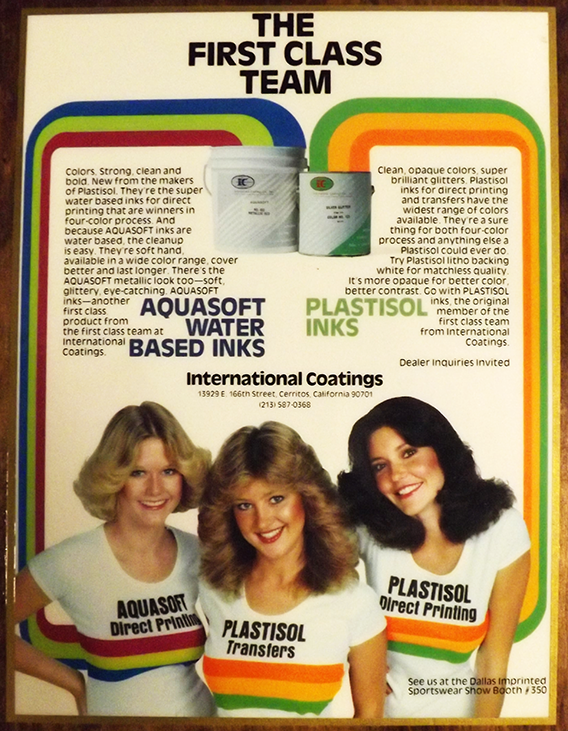 THE
FIRST CLASS
TEAM
Colors. Strong, clean and
bold. New from the makers
of Plastisol. They're the super
water based inks for direct
printing that are winners in
four-color process. And
because AQUASOFT inks are
water based, the cleanup
is easy. They're soft hand,
available in a wide color range, cover
better and last longer. There's the
AQUASOFT metallic look too—soft,
glittery, eye-catching. AQUASOFT
inks—another
first class
product from
the first class team at
International
Coatings.
AQUASOFT
WATER
BASED INKS
Clean, opaque colors, super
brilliant glitters. Plastisol
inks for direct printing
and transfers have the
widest range of colors
available. They're a sure
thing for both four-color
process and anything else a
Plastisol could ever do.
Try Plastisol litho backing
white for matchless quality.
It's more opaque for better color,
better contrast. Go with PLASTISOL
inks, the original
member of the
first class team
from International
Coatings.
PLASTISOL
INKS
Dealer Inquiries Invited
International Coatings
13929 E. 166th Street, Cerritos, California 90701
(213) 587-0368
AQUASOFT
Direct Printing
PLASTISOL
Transfers
PLASTISOL
Direct Printing
See us at the Dallas Imprinted
Sportswear Show Booth #350